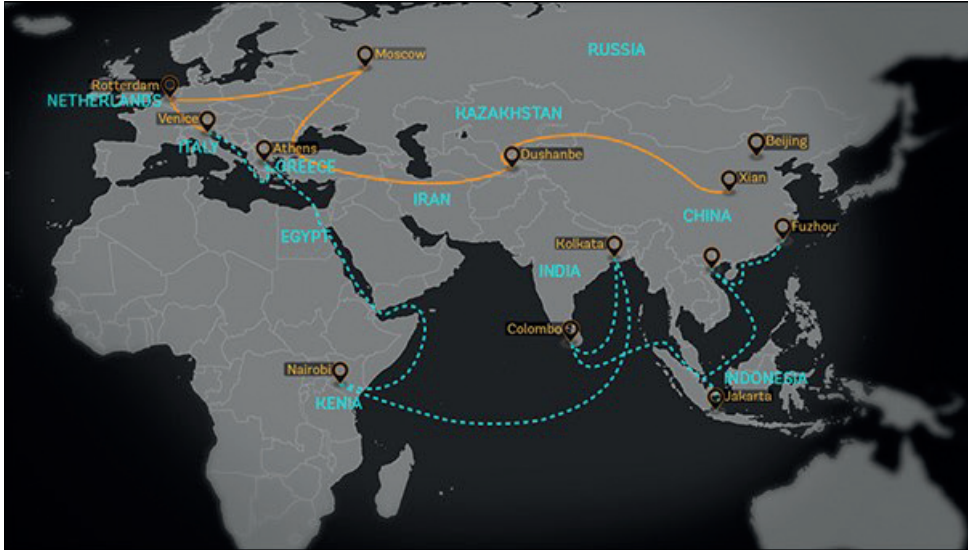 Moscow
RUSSIA
Rotterdam
NETHERLANDS
KAZAKHSTAN
Venice
ITALY
Athens
GREECE
Dushanbe
Beijing
Xian
IRAN
CHINA
Fuzhou
EGYPT
Kolkata
INDIA
Colombo
Nairobi
KENIA
INDONESIA
Jakarta